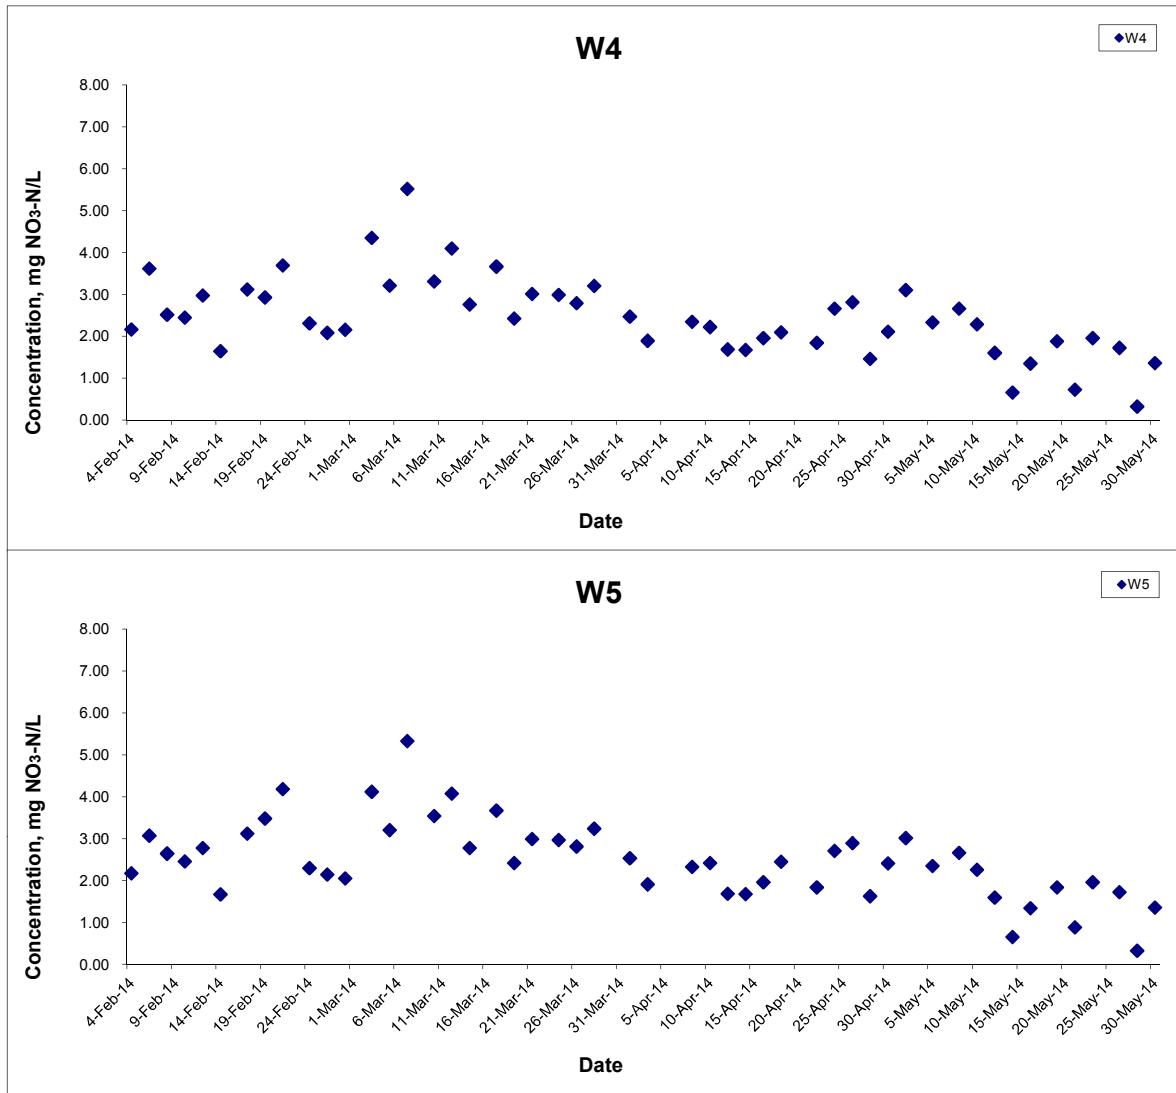 W4
W4
8.00
7.00
6.00
5.00
4.00
3.00
2.00
1.00
0.00
Concentration, mg NO₃-N/L
4-Feb-14
9-Feb-14
14-Feb-14
19-Feb-14
24-Feb-14
1-Mar-14
6-Mar-14
11-Mar-14
16-Mar-14
21-Mar-14
26-Mar-14
31-Mar-14
5-Apr-14
10-Apr-14
15-Apr-14
20-Apr-14
25-Apr-14
30-Apr-14
5-May-14
10-May-14
15-May-14
20-May-14
25-May-14
30-May-14
Date
W5
W5
8.00
7.00
6.00
5.00
4.00
3.00
2.00
1.00
0.00
Concentration, mg NO₃-N/L
4-Feb-14
9-Feb-14
14-Feb-14
19-Feb-14
24-Feb-14
1-Mar-14
6-Mar-14
11-Mar-14
16-Mar-14
21-Mar-14
26-Mar-14
31-Mar-14
5-Apr-14
10-Apr-14
15-Apr-14
20-Apr-14
25-Apr-14
30-Apr-14
5-May-14
10-May-14
15-May-14
20-May-14
25-May-14
30-May-14
Date